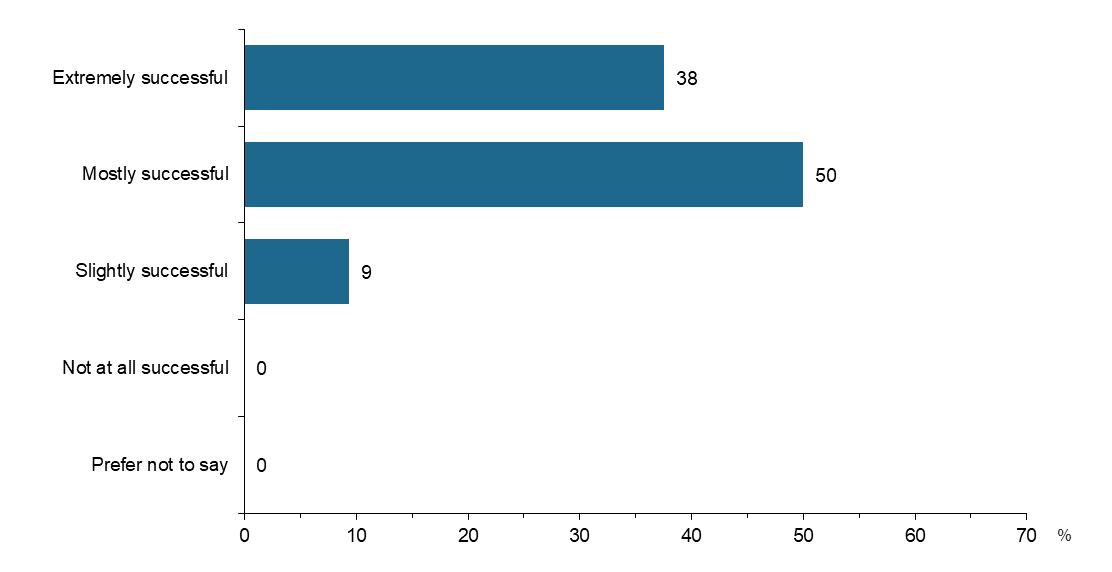 Extremely successful 38
Mostly successful 50
Slightly successful 9
Not at all successful 0
Prefer not to say 0
0 10 20 30 40 50 60 70 %